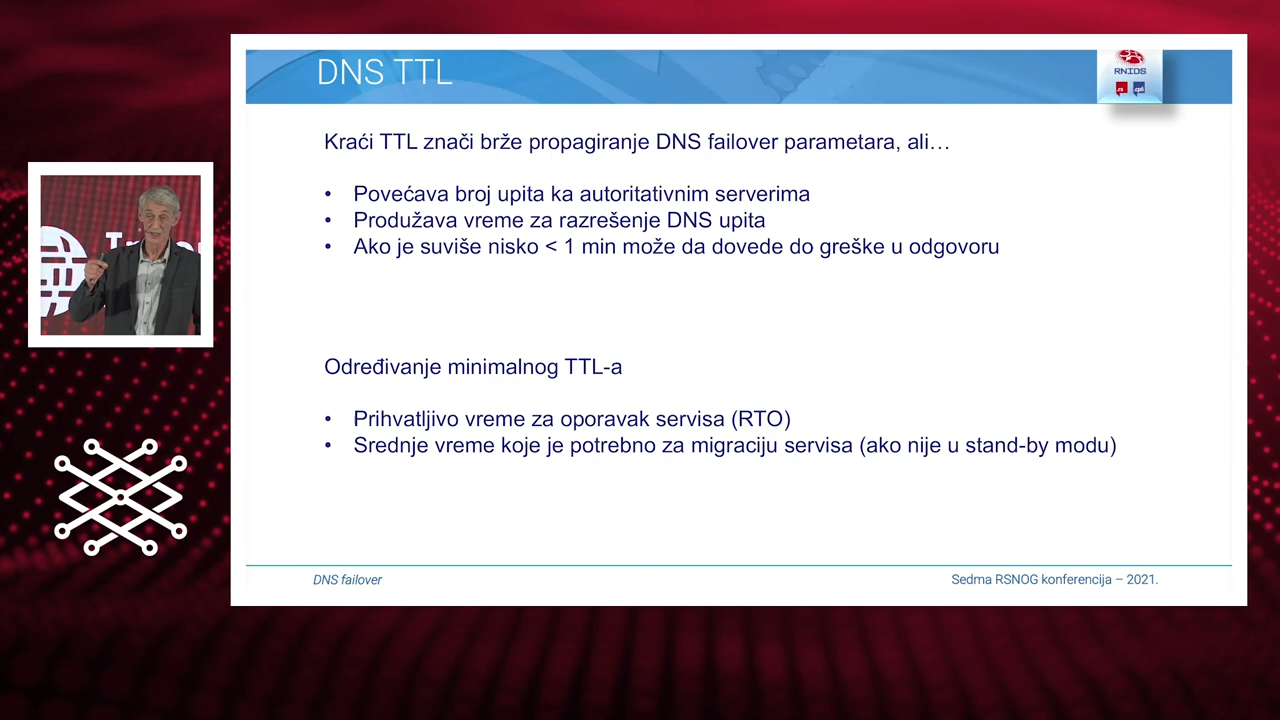 DNS TTL
RNIDS
.rs .срб
Kraći TTL znači brže propagiranje DNS failover parametara, ali…
• Povećava broj upita ka autoritativnim serverima
• Produžava vreme za razrešenje DNS upita
• Ako je suviše nisko < 1 min može da dovede do greške u odgovoru
Određivanje minimalnog TTL-a
• Prihvatljivo vreme za oporavak servisa (RTO)
• Srednje vreme koje je potrebno za migraciju servisa (ako nije u stand-by modu)
DNS failover
Sedma RSNOG konferencija – 2021.